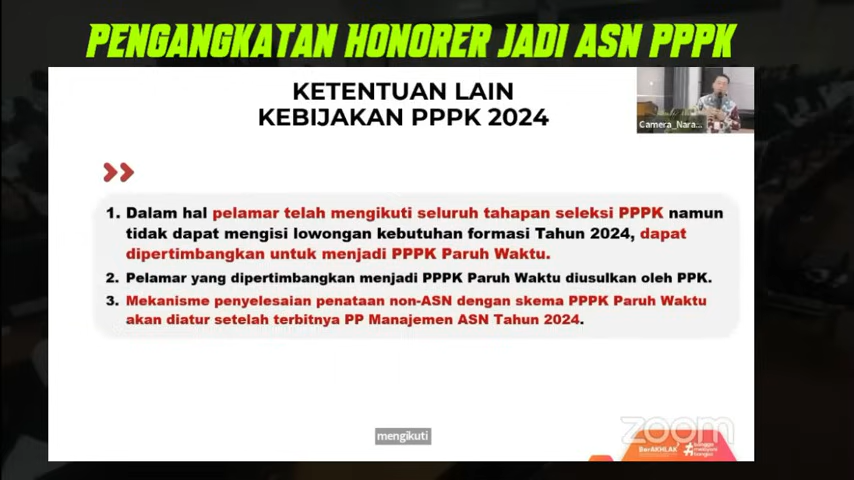 PENGANGKATAN HONORER JADI ASN PPPK
KETENTUAN LAIN
KEBIJAKAN PPPK 2024
Camera_Nara...
1. Dalam hal pelamar telah mengikuti seluruh tahapan seleksi PPPK namun
tidak dapat mengisi lowongan kebutuhan formasi Tahun 2024, dapat
dipertimbangkan untuk menjadi PPPK Paruh Waktu.
2. Pelamar yang dipertimbangkan menjadi PPPK Paruh Waktu diusulkan oleh PPK.
3. Mekanisme penyelesaian penataan non-ASN dengan skema PPPK Paruh Waktu
akan diatur setelah terbitnya PP Manajemen ASN Tahun 2024.
mengikuti
zoom
BerAKHLAK
#bangga
melayani
bangsa